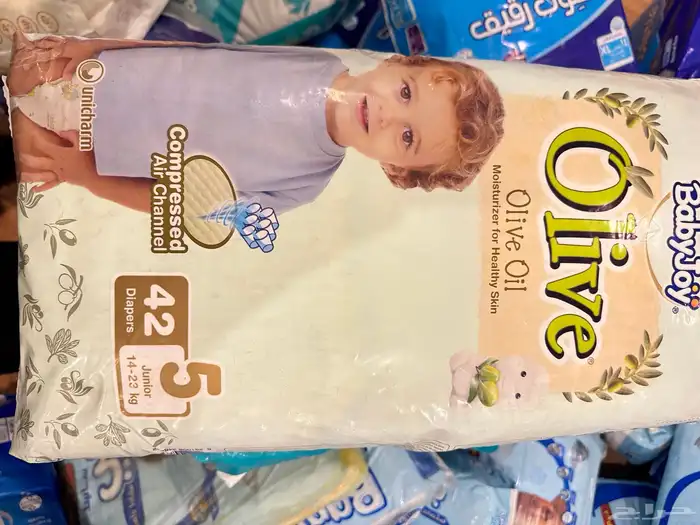 BabyJoy®
Olive®
Olive Oil
Moisturizer for Healthy Skin
unicharm
Compressed
Air Channel
42
Diapers
5
Junior
14-23 kg
حراج